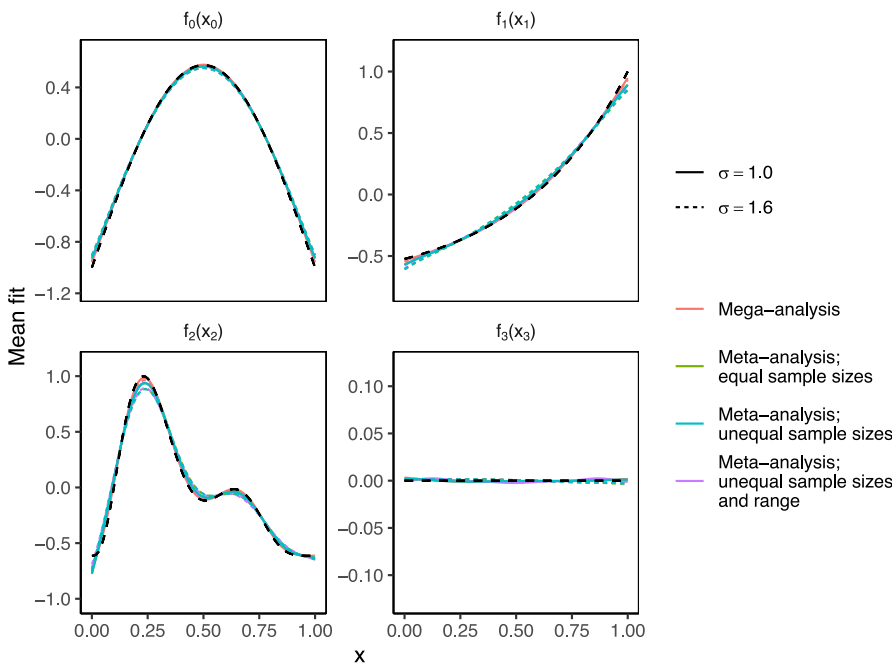 f₀(x₀)
f₁(x₁)
0.4
0.0
−0.4
−0.8
−1.2
1.0
0.5
0.0
−0.5
σ = 1.0
σ = 1.6
Mean fit
f₂(x₂)
f₃(x₃)
1.0
0.5
0.0
−0.5
−1.0
0.10
0.05
0.00
−0.05
−0.10
Mega−analysis
Meta−analysis;
equal sample sizes
Meta−analysis;
unequal sample sizes
Meta−analysis;
unequal sample sizes
and range
0.00 0.25 0.50 0.75 1.00
0.00 0.25 0.50 0.75 1.00
x